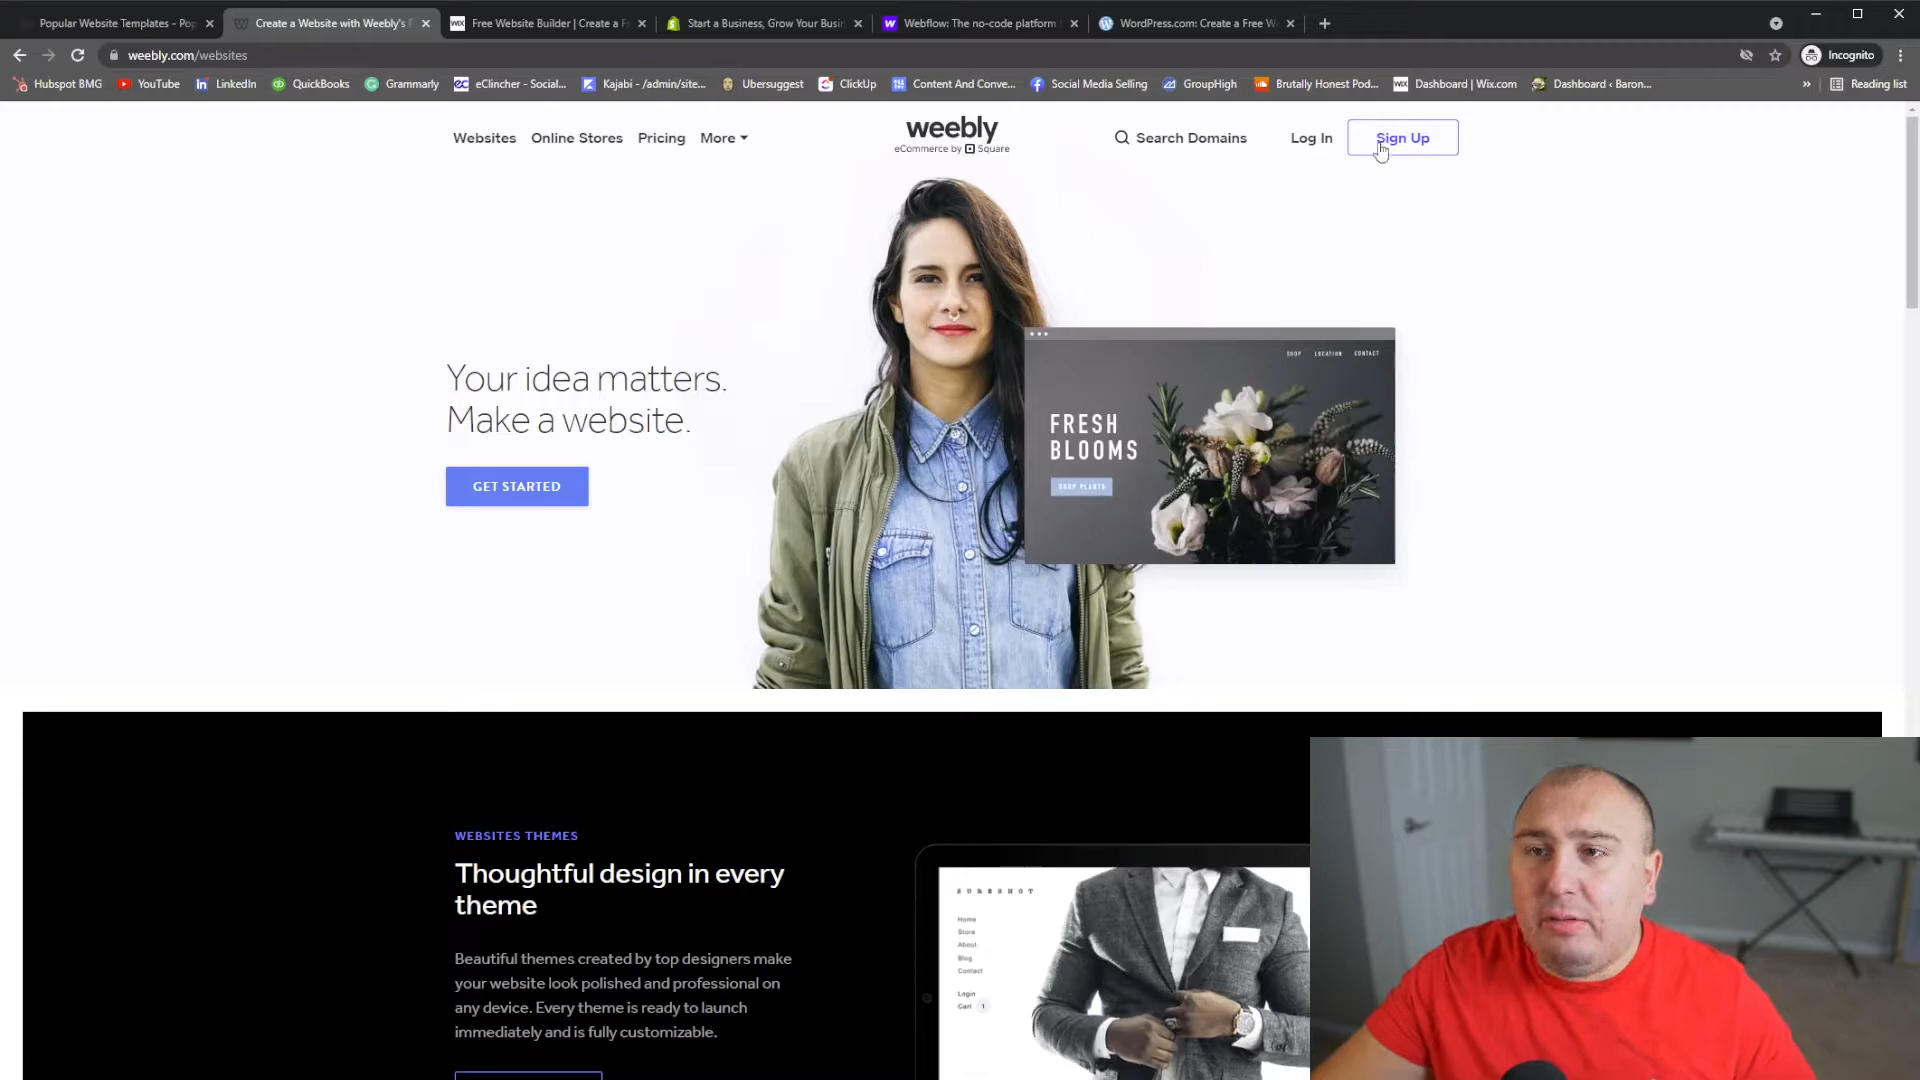 Popular Website Templates - Pop
Create a Website with Weebly's F
Free Website Builder | Create a F
Start a Business, Grow Your Busin
Webflow: The no-code platform
WordPress.com: Create a Free W
weebly.com/websites
Incognito
Hubspot BMG
YouTube
LinkedIn
QuickBooks
Grammarly
eClincher - Social...
Kajabi - /admin/site...
Ubersuggest
ClickUp
Content And Conve...
Social Media Selling
GroupHigh
Brutally Honest Pod...
Dashboard | Wix.com
Dashboard ‹ Baron...
»
Reading list
Websites
Online Stores
Pricing
More
weebly
eCommerce by Square
Search Domains
Log In
Sign Up
SHOP LOCATION CONTACT
Your idea matters.
Make a website.
FRESH
BLOOMS
SHOP PLANTS
GET STARTED
WEBSITES THEMES
Thoughtful design in every
theme
Beautiful themes created by top designers make
your website look polished and professional on
any device. Every theme is ready to launch
immediately and is fully customizable.
SURESHOT
Home
Store
About
Blog
Contact
Login
Cart 1